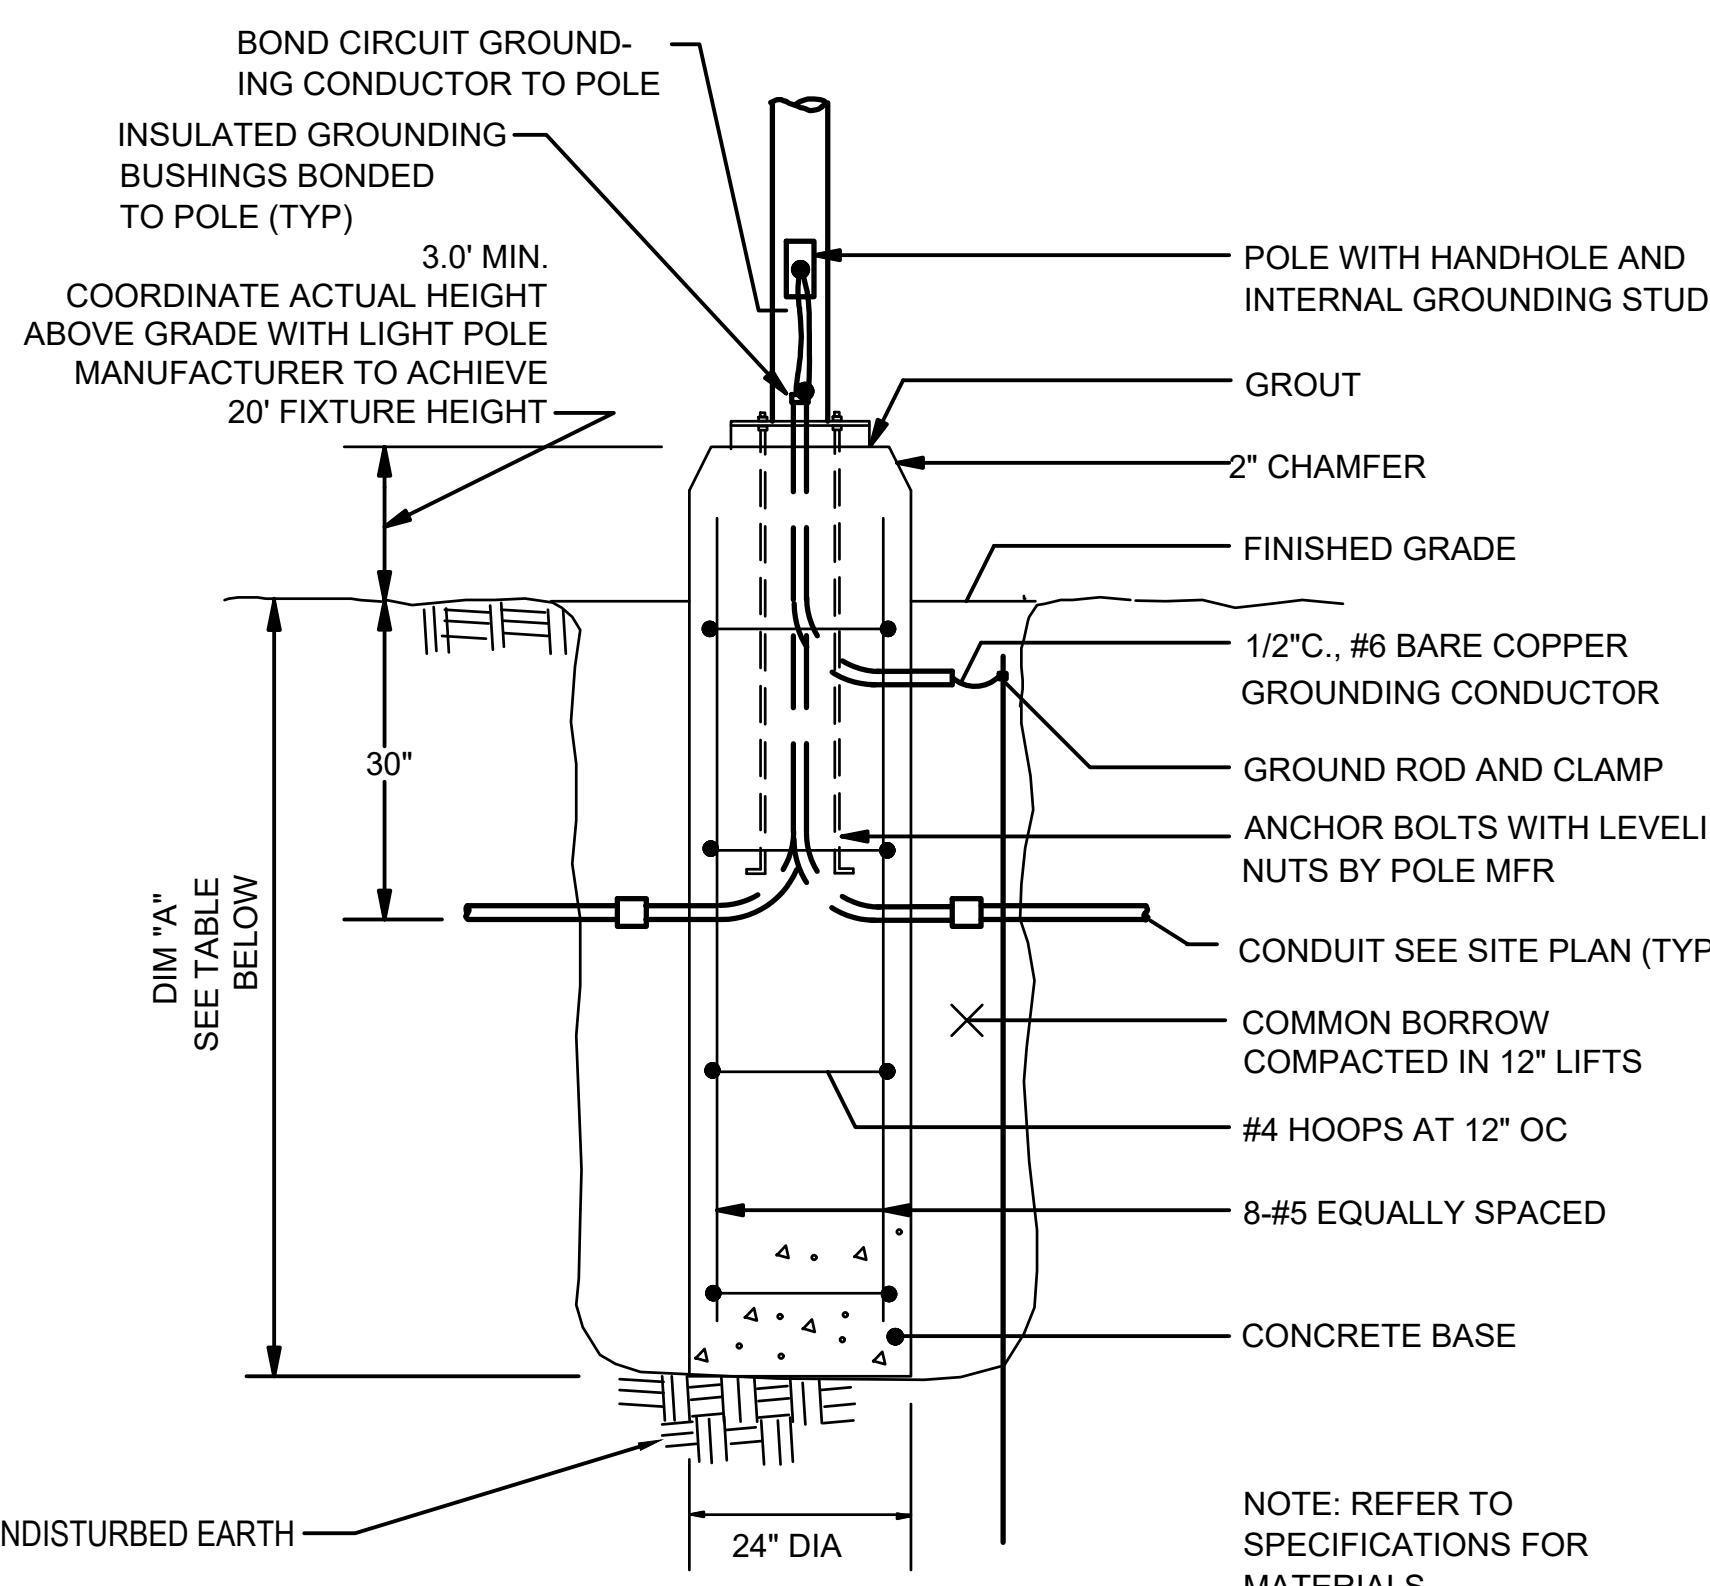 BOND CIRCUIT GROUND-
ING CONDUCTOR TO POLE
INSULATED GROUNDING
BUSHINGS BONDED
TO POLE (TYP)
3.0' MIN.
COORDINATE ACTUAL HEIGHT
ABOVE GRADE WITH LIGHT POLE
MANUFACTURER TO ACHIEVE
20' FIXTURE HEIGHT
POLE WITH HANDHOLE AND
INTERNAL GROUNDING STUD
GROUT
2" CHAMFER
FINISHED GRADE
1/2"C., #6 BARE COPPER
GROUNDING CONDUCTOR
30"
GROUND ROD AND CLAMP
ANCHOR BOLTS WITH LEVELI
NUTS BY POLE MFR
DIM "A"
SEE TABLE
BELOW
CONDUIT SEE SITE PLAN (TYP
COMMON BORROW
COMPACTED IN 12" LIFTS
#4 HOOPS AT 12" OC
8-#5 EQUALLY SPACED
CONCRETE BASE
NDISTURBED EARTH
24" DIA
NOTE: REFER TO
SPECIFICATIONS FOR
MATERIALS